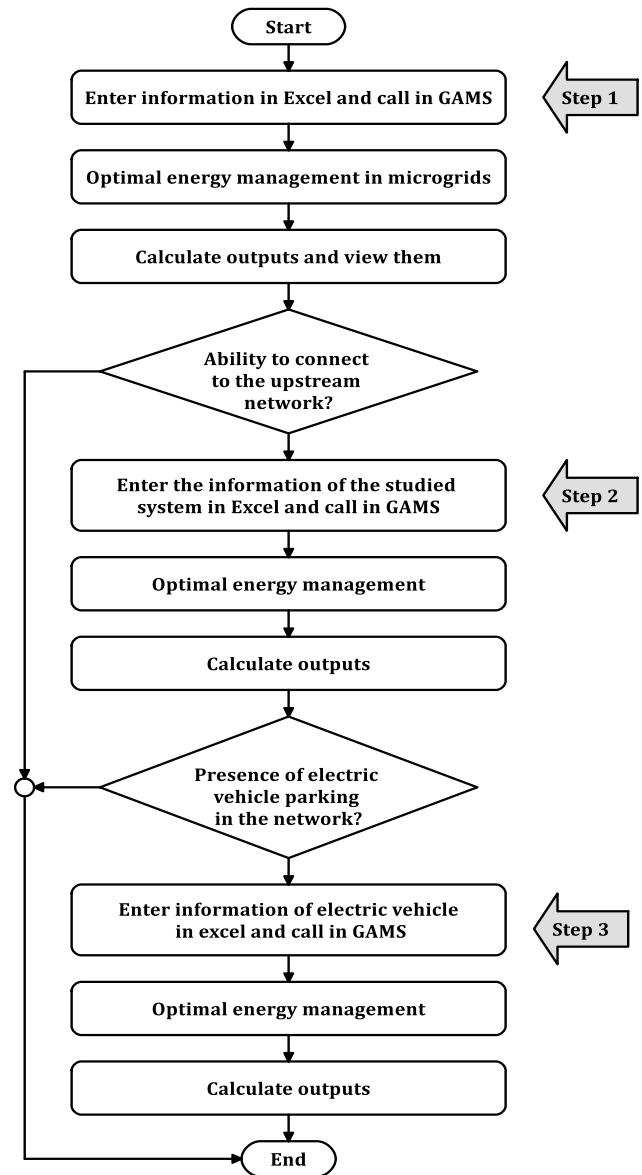 Start
Enter information in Excel and call in GAMS
Step 1
Optimal energy management in microgrids
Calculate outputs and view them
Ability to connect
to the upstream
network?
Enter the information of the studied
system in Excel and call in GAMS
Step 2
Optimal energy management
Calculate outputs
Presence of electric
vehicle parking
in the network?
Enter information of electric vehicle
in excel and call in GAMS
Step 3
Optimal energy management
Calculate outputs
End